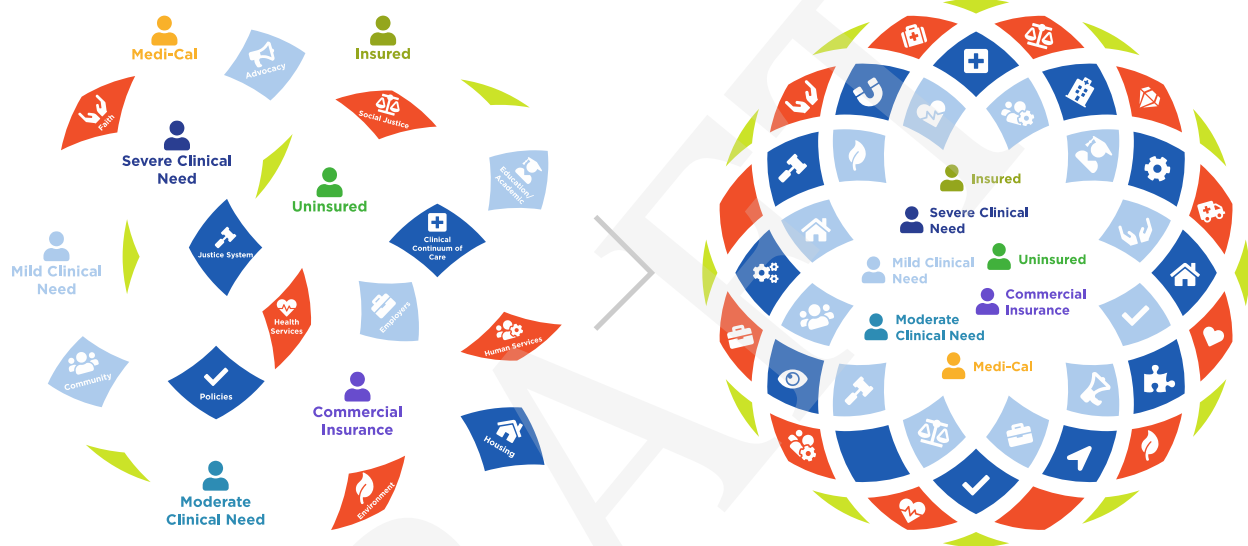 Medi-Cal
Advocacy
Insured
Faith
Social Justice
Severe Clinical
Need
Uninsured
Education/
Academic
Justice System
Clinical
Continuum of
Care
Mild Clinical
Need
Health
Services
Employers
Human Services
Community
Policies
Commercial
Insurance
Housing
Moderate
Clinical Need
Environment
Insured
Severe Clinical
Need
Uninsured
Mild Clinical
Need
Commercial
Insurance
Moderate
Clinical Need
Medi-Cal